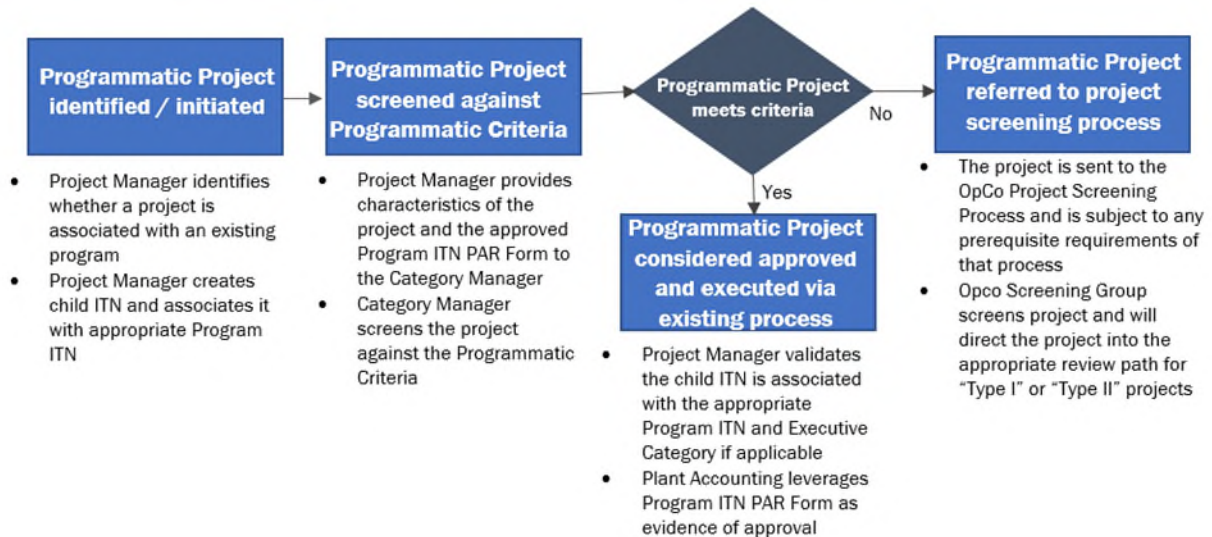 Programmatic Project
identified / initiated
• Project Manager identifies
whether a project is
associated with an existing
program
• Project Manager creates
child ITN and associates it
with appropriate Program
ITN
Programmatic Project
screened against
Programmatic Criteria
• Project Manager provides
characteristics of the
project and the approved
Program ITN PAR Form to
the Category Manager
• Category Manager
screens the project
against the Programmatic
Criteria
Programmatic Project
meets criteria
No
Yes
Programmatic Project
considered approved
and executed via
existing process
• Project Manager validates
the child ITN is associated
with the appropriate
Program ITN and Executive
Category if applicable
• Plant Accounting leverages
Program ITN PAR Form as
evidence of approval
Programmatic Project
referred to project
screening process
• The project is sent to the
OpCo Project Screening
Process and is subject to any
prerequisite requirements of
that process
• Opco Screening Group
screens project and will
direct the project into the
appropriate review path for
“Type I” or “Type II” projects